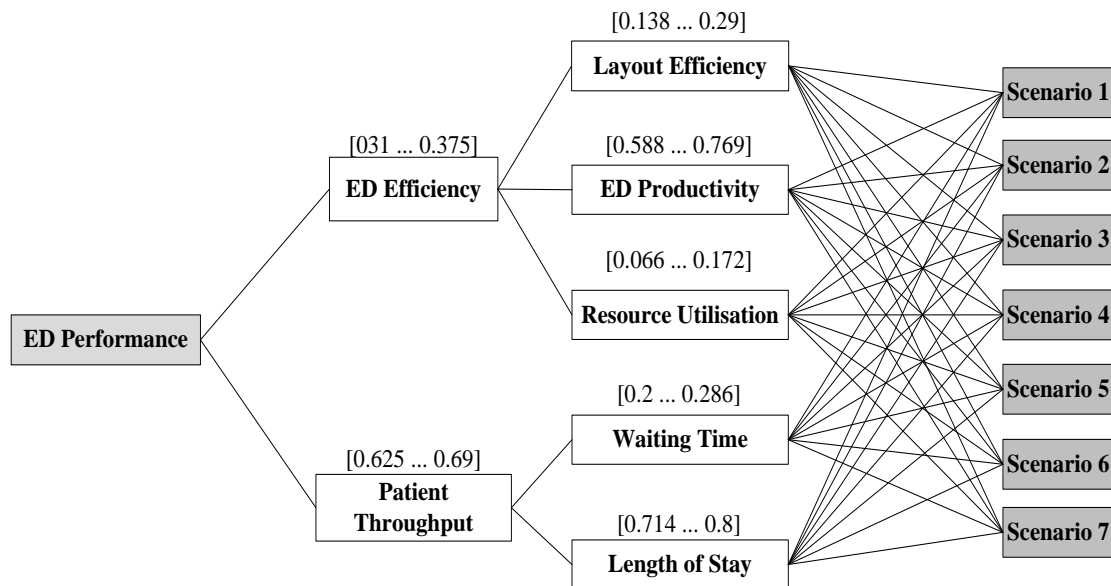 [0.138 ... 0.29]
Layout Efficiency
Scenario 1
[031 ... 0.375]
ED Efficiency
[0.588 ... 0.769]
ED Productivity
Scenario 2
Scenario 3
[0.066 ... 0.172]
Resource Utilisation
Scenario 4
ED Performance
Scenario 5
[0.2 ... 0.286]
Waiting Time
Scenario 6
[0.625 ... 0.69]
Patient
Throughput
[0.714 ... 0.8]
Length of Stay
Scenario 7